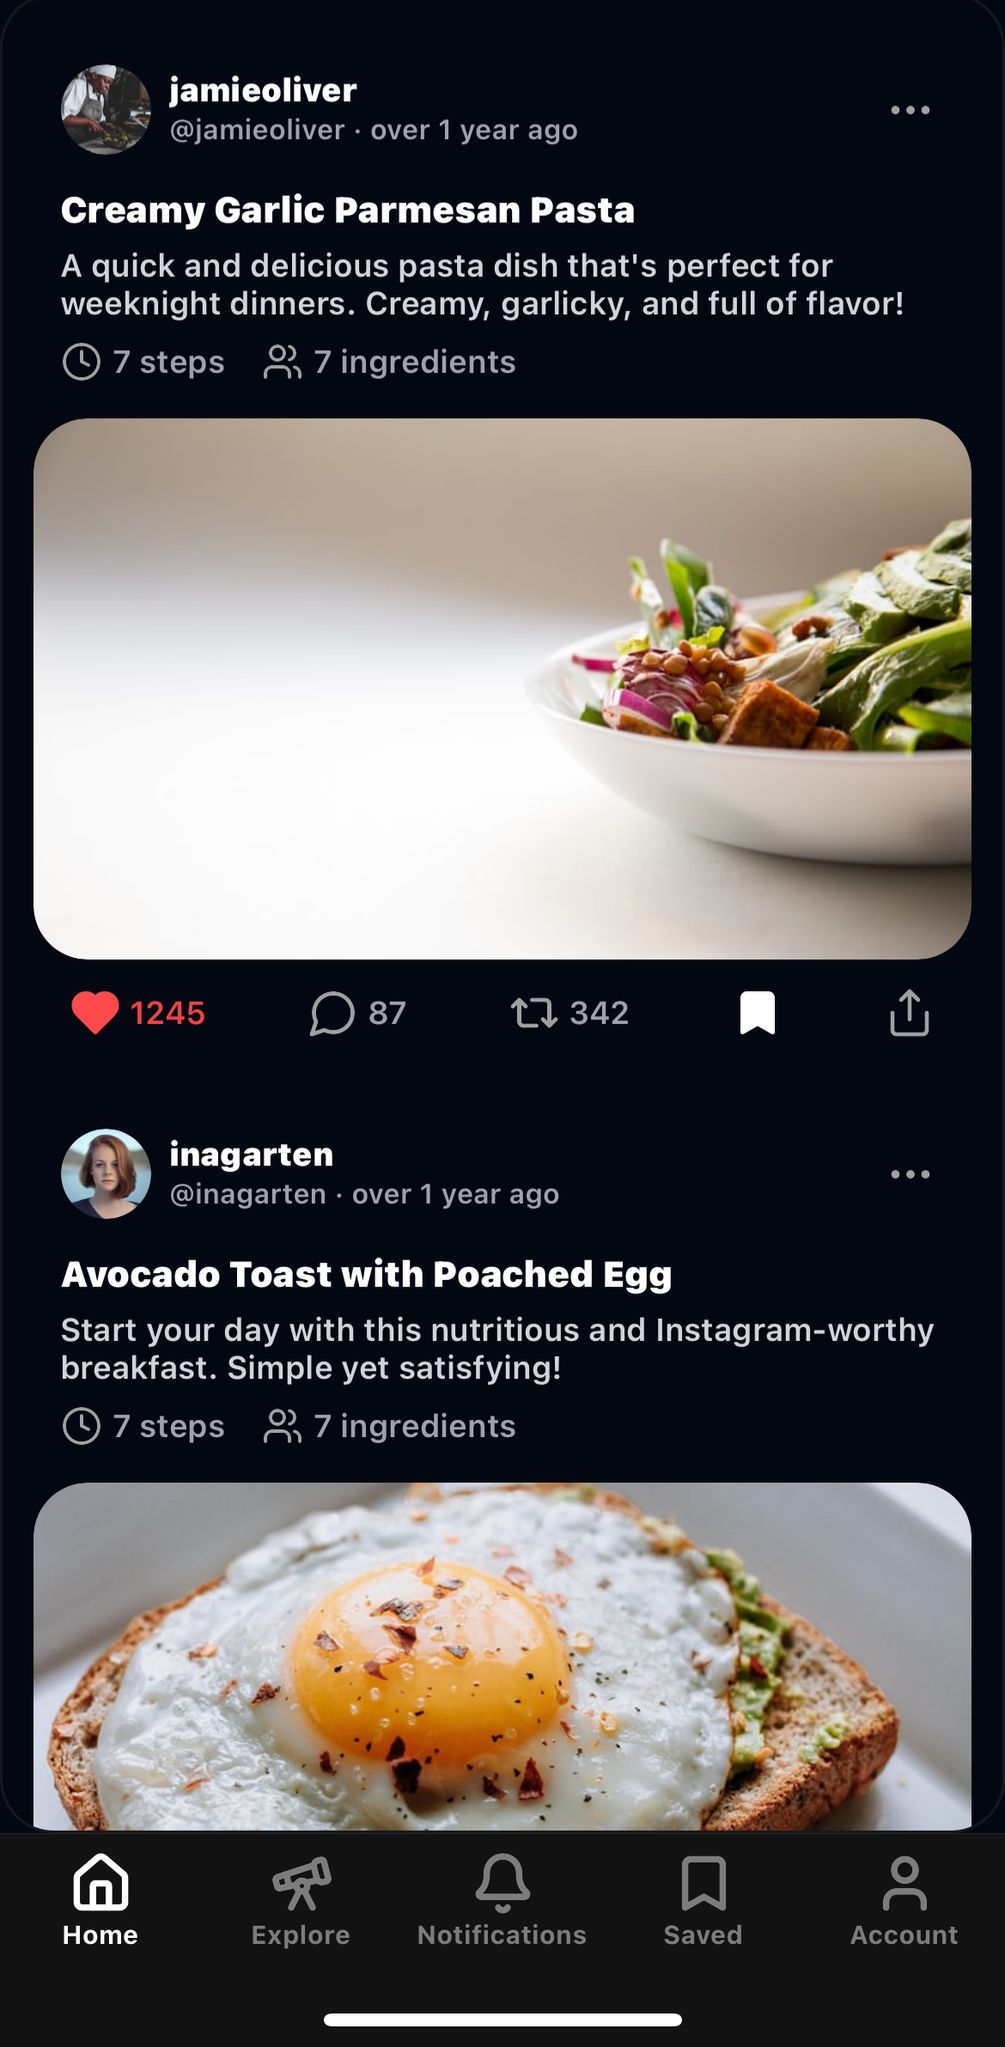 jamieoliver
@jamieoliver · over 1 year ago
Creamy Garlic Parmesan Pasta
A quick and delicious pasta dish that's perfect for
weeknight dinners. Creamy, garlicky, and full of flavor!
7 steps 7 ingredients
1245 87 342
inagarten
@inagarten · over 1 year ago
Avocado Toast with Poached Egg
Start your day with this nutritious and Instagram-worthy
breakfast. Simple yet satisfying!
7 steps 7 ingredients
Home Explore Notifications Saved Account